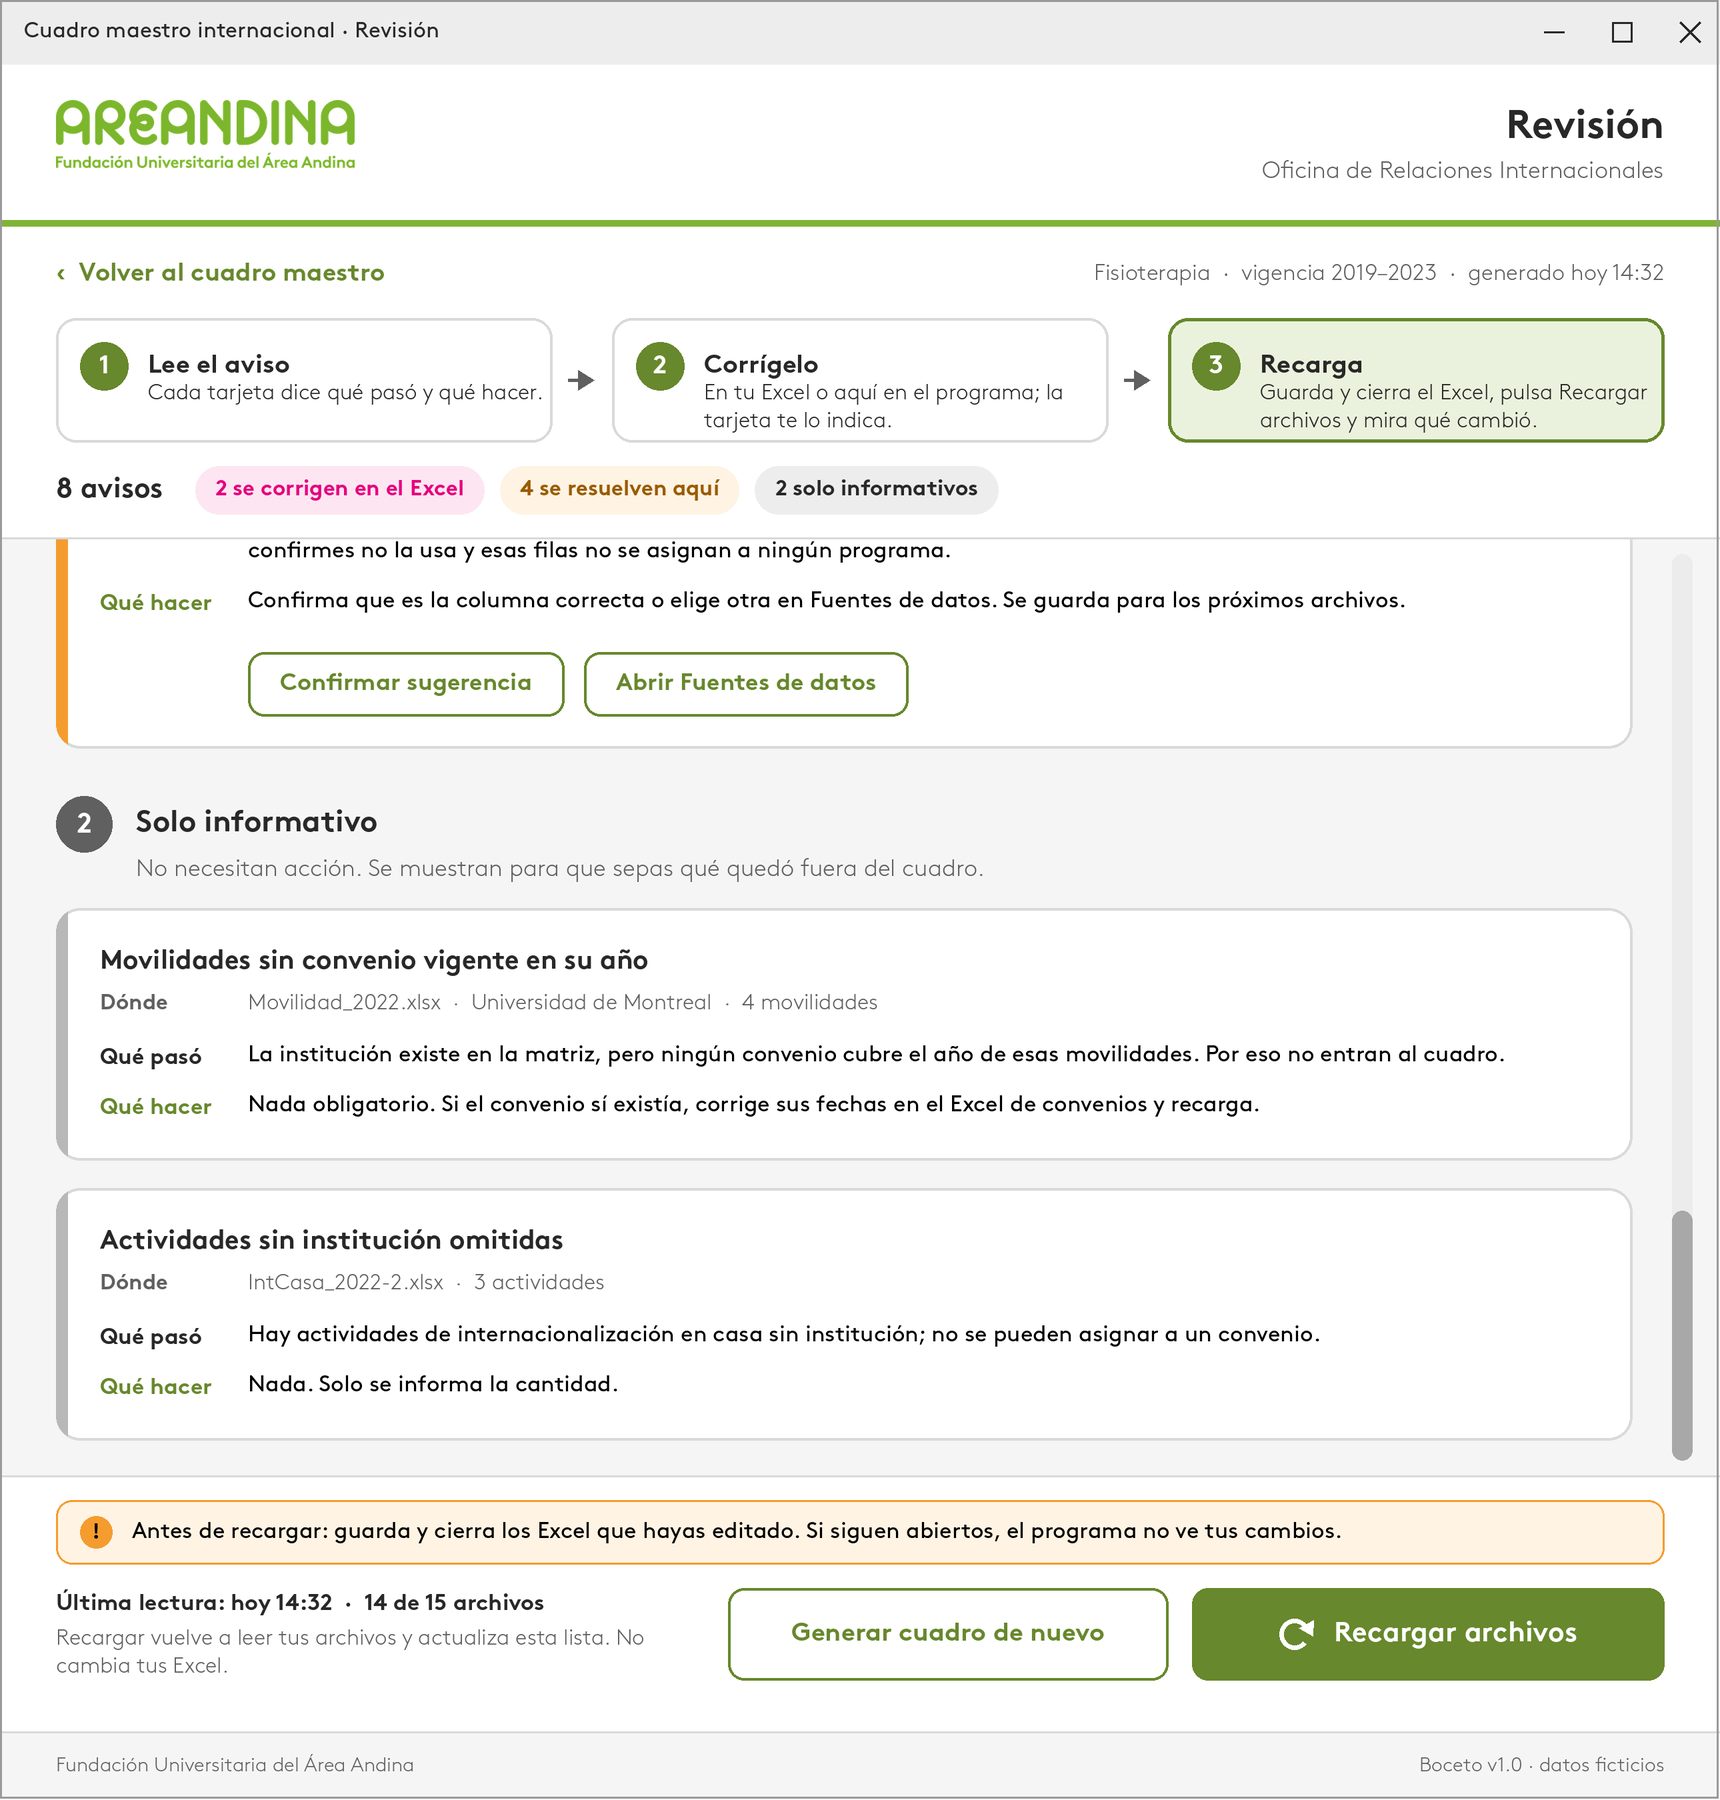 Cuadro maestro internacional · Revisión
AREANDINA
Fundación Universitaria del Área Andina
Revisión
Oficina de Relaciones Internacionales
‹ Volver al cuadro maestro
Fisioterapia · vigencia 2019–2023 · generado hoy 14:32
1
Lee el aviso
Cada tarjeta dice qué pasó y qué hacer.
2
Corrígelo
En tu Excel o aquí en el programa; la
tarjeta te lo indica.
3
Recarga
Guarda y cierra el Excel, pulsa Recargar
archivos y mira qué cambió.
8 avisos
2 se corrigen en el Excel
4 se resuelven aquí
2 solo informativos
confirmes no la usa y esas filas no se asignan a ningún programa.
Qué hacer Confirma que es la columna correcta o elige otra en Fuentes de datos. Se guarda para los próximos archivos.
Confirmar sugerencia
Abrir Fuentes de datos
2
Solo informativo
No necesitan acción. Se muestran para que sepas qué quedó fuera del cuadro.
Movilidades sin convenio vigente en su año
Dónde Movilidad_2022.xlsx · Universidad de Montreal · 4 movilidades
Qué pasó La institución existe en la matriz, pero ningún convenio cubre el año de esas movilidades. Por eso no entran al cuadro.
Qué hacer Nada obligatorio. Si el convenio sí existía, corrige sus fechas en el Excel de convenios y recarga.
Actividades sin institución omitidas
Dónde IntCasa_2022-2.xlsx · 3 actividades
Qué pasó Hay actividades de internacionalización en casa sin institución; no se pueden asignar a un convenio.
Qué hacer Nada. Solo se informa la cantidad.
! Antes de recargar: guarda y cierra los Excel que hayas editado. Si siguen abiertos, el programa no ve tus cambios.
Última lectura: hoy 14:32 · 14 de 15 archivos
Recargar vuelve a leer tus archivos y actualiza esta lista. No
cambia tus Excel.
Generar cuadro de nuevo
Recargar archivos
Fundación Universitaria del Área Andina
Boceto v1.0 · datos ficticios